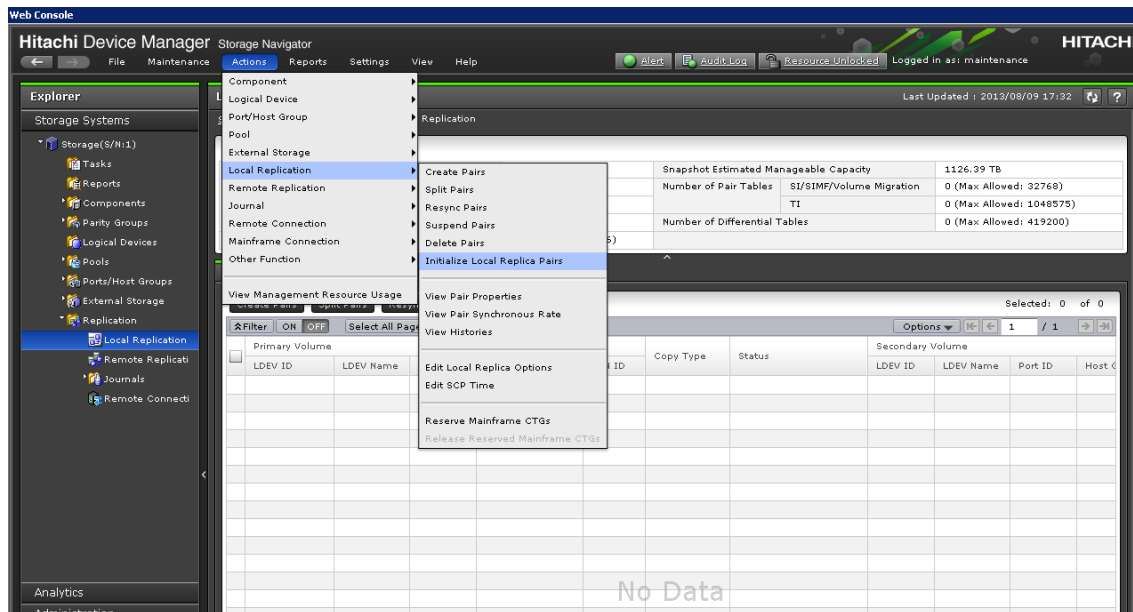 Web Console
Hitachi Device Manager Storage Navigator
HITACH
File Maintenance Actions Reports Settings View Help
Alert Audit Log Resource Unlocked Logged in as: maintenance
Explorer
Storage Systems
Storage(S/N:1)
Tasks
Reports
Components
Parity Groups
Logical Devices
Pools
Ports/Host Groups
External Storage
Replication
Local Replication
Remote Replicati
Journals
Remote Connecti
Analytics
Component
Logical Device
Port/Host Group
Pool
External Storage
Local Replication
Remote Replication
Journal
Remote Connection
Mainframe Connection
Other Function
View Management Resource Usage
Create Pairs
Split Pairs
Resync Pairs
Suspend Pairs
Delete Pairs
Initialize Local Replica Pairs
View Pair Properties
View Pair Synchronous Rate
View Histories
Edit Local Replica Options
Edit SCP Time
Reserve Mainframe CTGs
Release Reserved Mainframe CTGs
Last Updated : 2013/08/09 17:32 ?
Replication
Snapshot Estimated Manageable Capacity 1126.39 TB
Number of Pair Tables SI/SIMF/Volume Migration 0 (Max Allowed: 32768)
TI 0 (Max Allowed: 1048575)
Number of Differential Tables 0 (Max Allowed: 419200)
Selected: 0 of 0
Filter ON OFF Select All Page
Options 1 / 1
Primary Volume Copy Type Status Secondary Volume
LDEV ID LDEV Name ID LDEV ID LDEV Name Port ID Host G
No Data